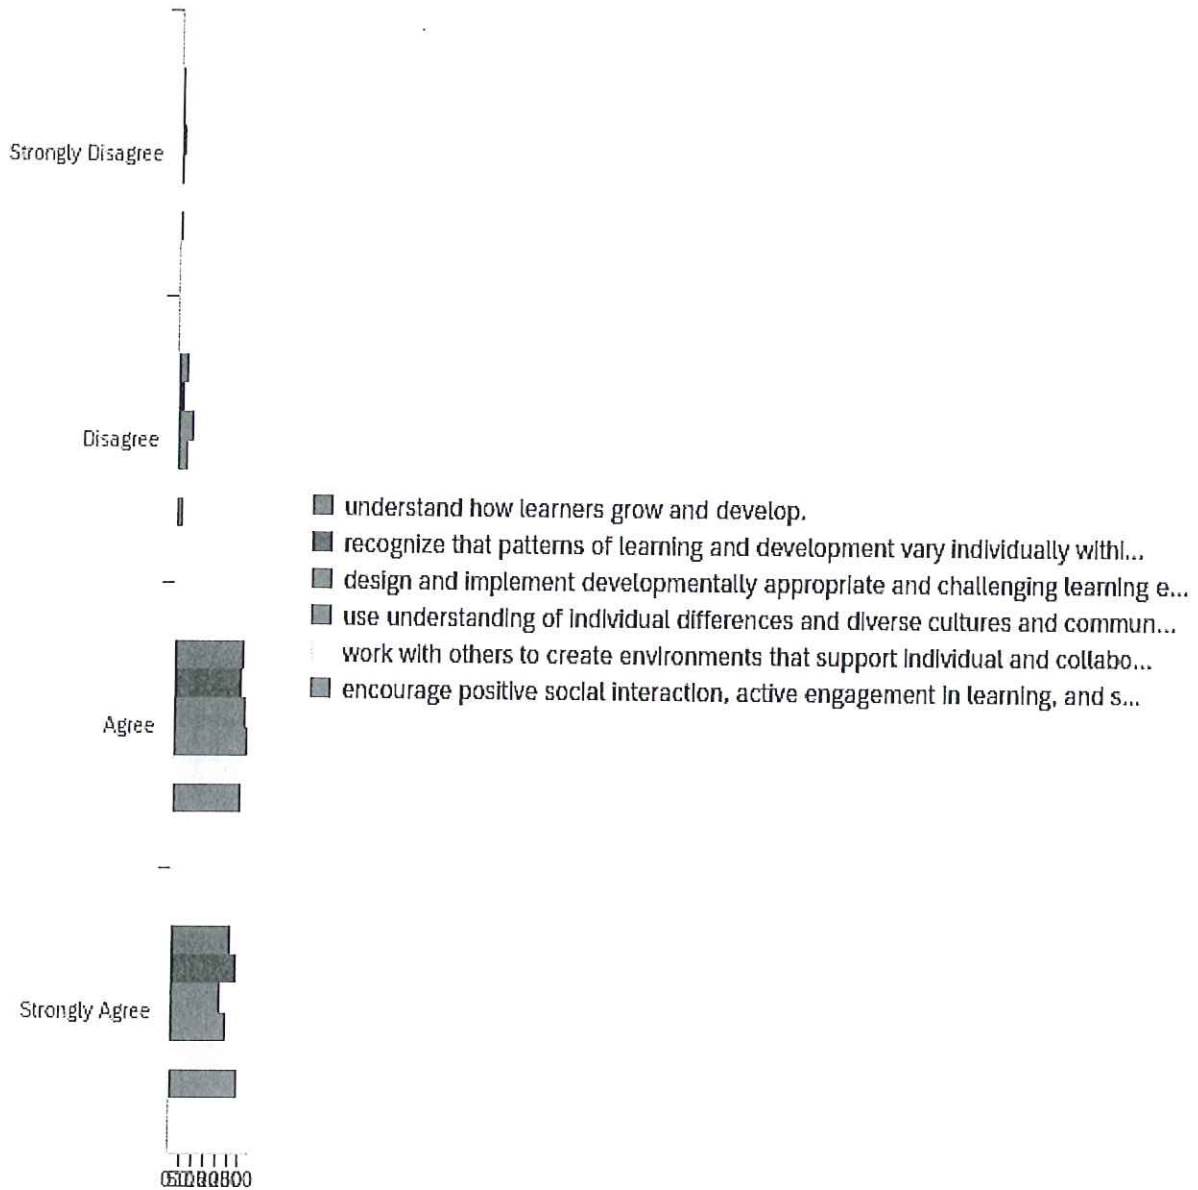 Strongly Disagree
Disagree
understand how learners grow and develop.
recognize that patterns of learning and development vary individually withi...
design and implement developmentally appropriate and challenging learning e...
use understanding of individual differences and diverse cultures and commun...
work with others to create environments that support individual and collabo...
encourage positive social interaction, active engagement in learning, and s...
Agree
Strongly Agree